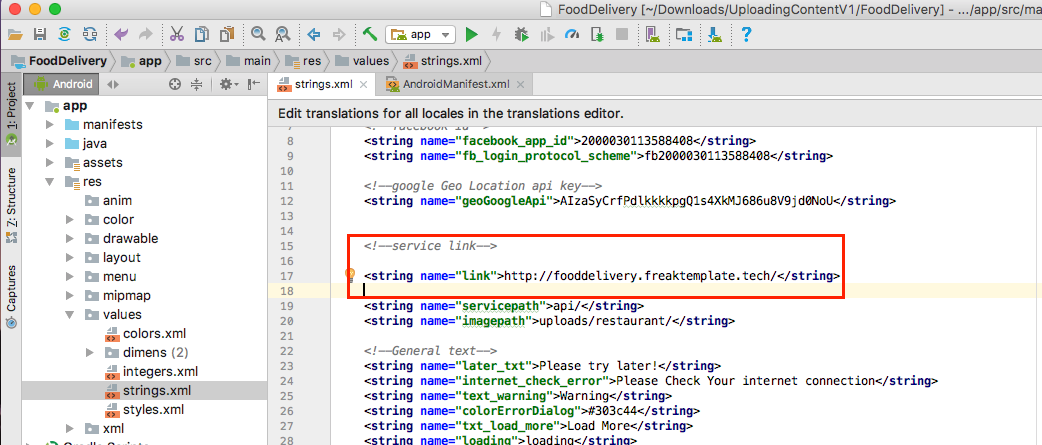 FoodDelivery [~/Downloads/UploadingContentV1/FoodDelivery] - .../app/src/ma
app
FoodDelivery app src main res values strings.xml
1: Project
Z: Structure
Captures
Android
app
manifests
java
assets
res
anim
color
drawable
layout
menu
mipmap
values
colors.xml
dimens (2)
integers.xml
strings.xml
styles.xml
xml
strings.xml AndroidManifest.xml
Edit translations for all locales in the translations editor.
8 <string name="facebook_app_id">2000030113588408</string>
9 <string name="fb_login_protocol_scheme">fb2000030113588408</string>
10
11 <!--google Geo Location api key-->
12 <string name="geoGoogleApi">AIzaSyCrfPdlkkkkpgQ1s4XkMJ686u8V9jd0NoU</string>
13
14
15 <!--service link-->
16
17 <string name="link">http://fooddelivery.freaktemplate.tech/</string>
18
19 <string name="servicepath">api/</string>
20 <string name="imagepath">uploads/restaurant/</string>
21
22 <!--General text-->
23 <string name="later_txt">Please try later!</string>
24 <string name="internet_check_error">Please Check Your internet connection</string>
25 <string name="text_warning">Warning</string>
26 <string name="colorErrorDialog">#303c44</string>
27 <string name="txt_load_more">Load More</string>
28 <string name="loading">loading</string>